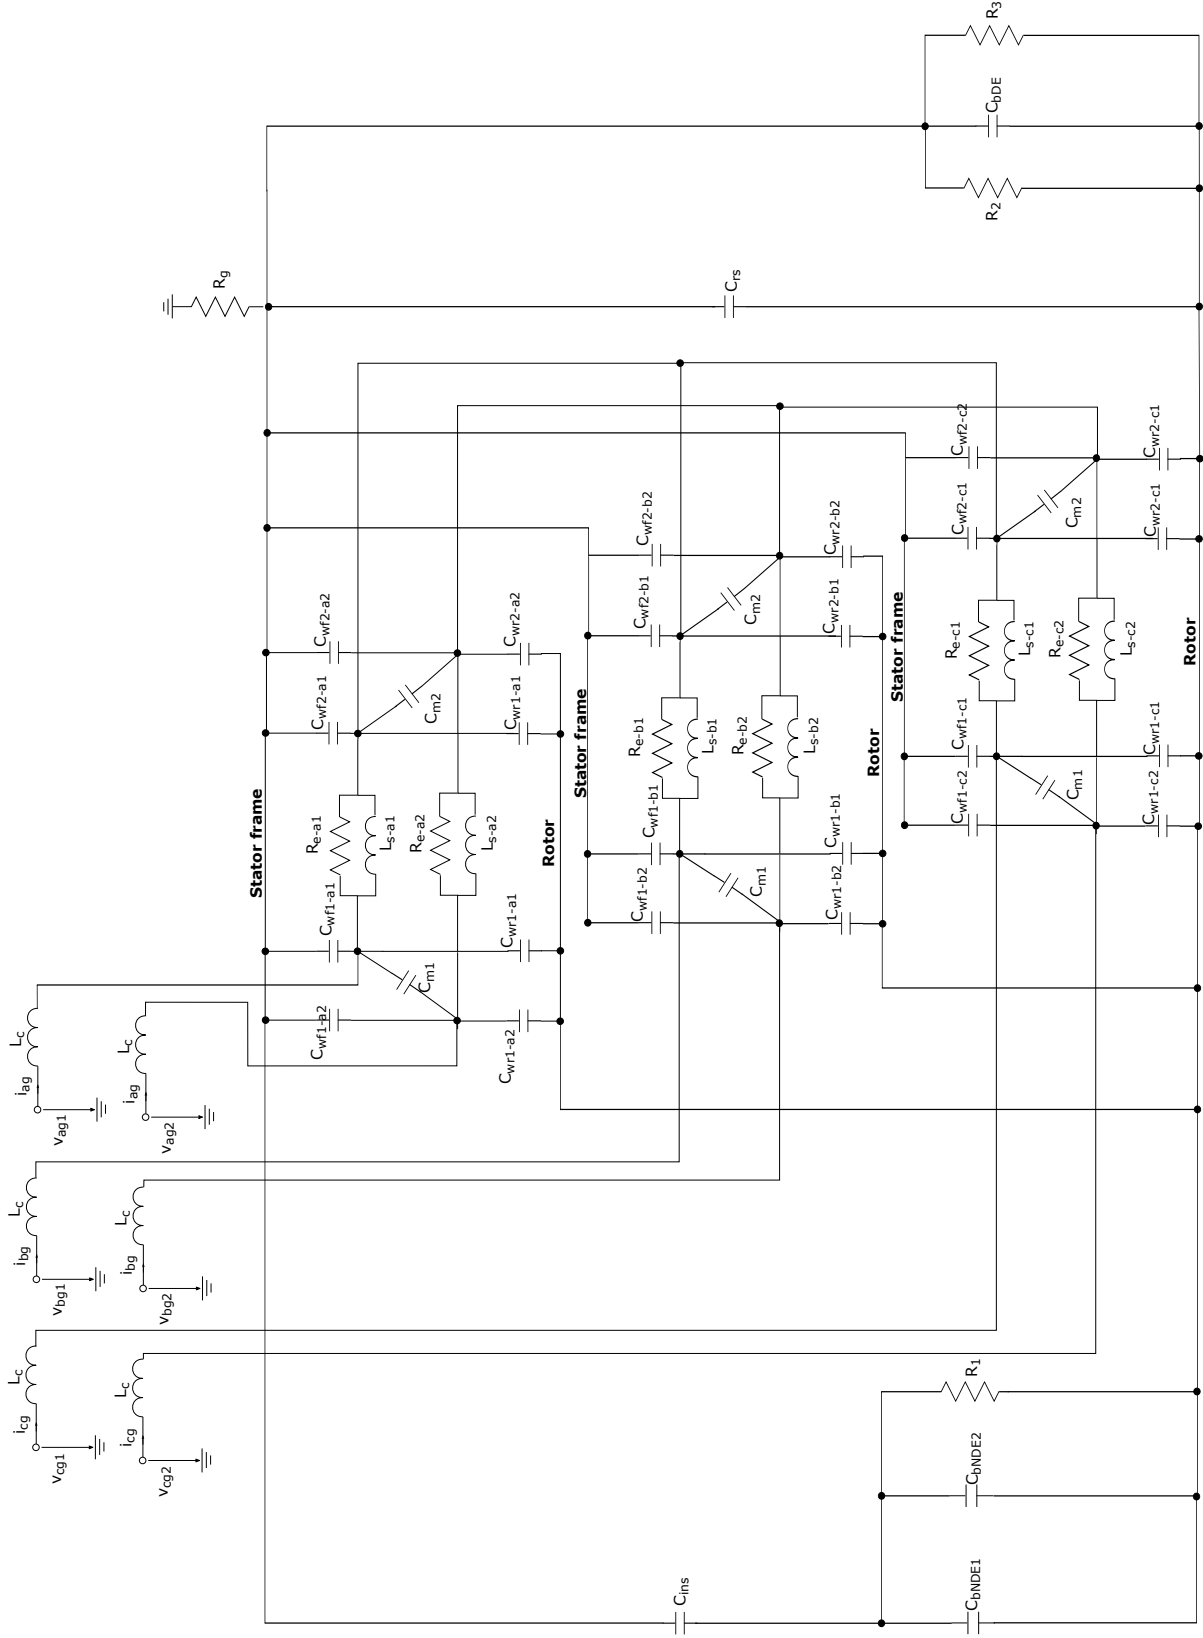 R3
CbDE
R2
Rg
Crs
Cwf2-c2
Cwr2-c1
Cwf2-c1
Cm2
Cwr2-c1
Cwf2-b2
Cwr2-b2
Cwf2-b1
Cm2
Cwr2-b1
Stator frame
Re-c1
Ls-c1
Re-c2
Ls-c2
Rotor
Cwf2-a2
Cwr2-a2
Cwf2-a1
Cm2
Cwr1-a1
Stator frame
Re-b1
Ls-b1
Re-b2
Ls-b2
Rotor
Cwf1-c1
Cwr1-c1
Cm1
Cwf1-c2
Cwr1-c2
Stator frame
Re-a1
Ls-a1
Re-a2
Ls-a2
Rotor
Cwf1-b1
Cwr1-b1
Cm1
Cwf1-b2
Cwr1-b2
Cwf1-a1
Cwr1-a1
Cm1
Cwf1-a2
Cwr1-a2
Lc
iag
vag1
Lc
iag
vag2
Lc
ibg
vbg1
Lc
ibg
vbg2
Lc
icg
vcg1
Lc
icg
vcg2
R1
CbNDE2
CbNDE1
Cins